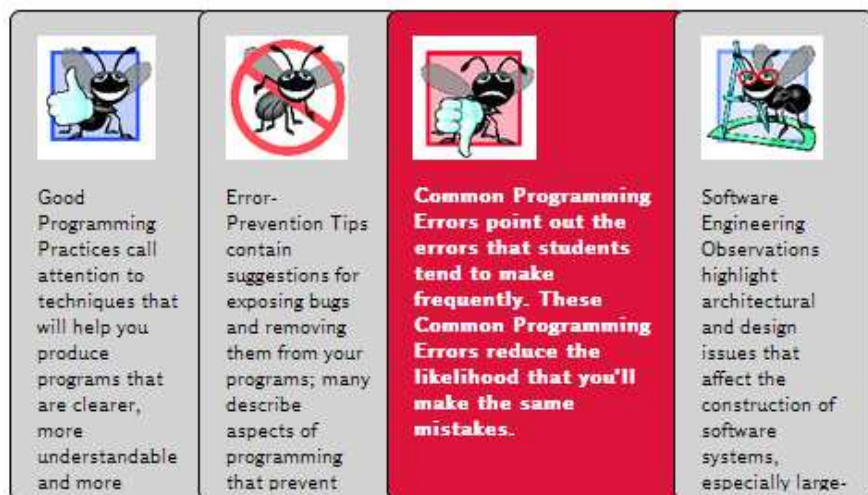 Good
Programming
Practices call
attention to
techniques that
will help you
produce
programs that
are clearer,
more
understandable
and more
Error-
Prevention Tips
contain
suggestions for
exposing bugs
and removing
them from your
programs; many
describe
aspects of
programming
that prevent
Common Programming
Errors point out the
errors that students
tend to make
frequently. These
Common Programming
Errors reduce the
likelihood that you'll
make the same
mistakes.
Software
Engineering
Observations
highlight
architectural
and design
issues that
affect the
construction of
software
systems,
especially large-